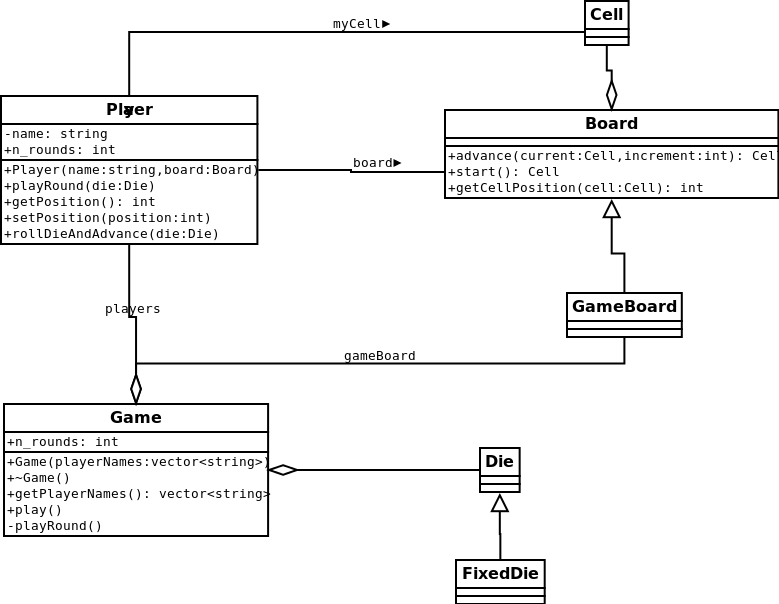 Cell
myCell▶
Player
-name: string
+n_rounds: int
+Player(name:string,board:Board)
+playRound(die:Die)
+getPosition(): int
+setPosition(position:int)
+rollDieAndAdvance(die:Die)
board▶
Board
+advance(current:Cell,increment:int): Cell
+start(): Cell
+getCellPosition(cell:Cell): int
players
GameBoard
gameBoard
Game
+n_rounds: int
+Game(playerNames:vector<string>)
+~Game()
+getPlayerNames(): vector<string>
+play()
-playRound()
Die
FixedDie